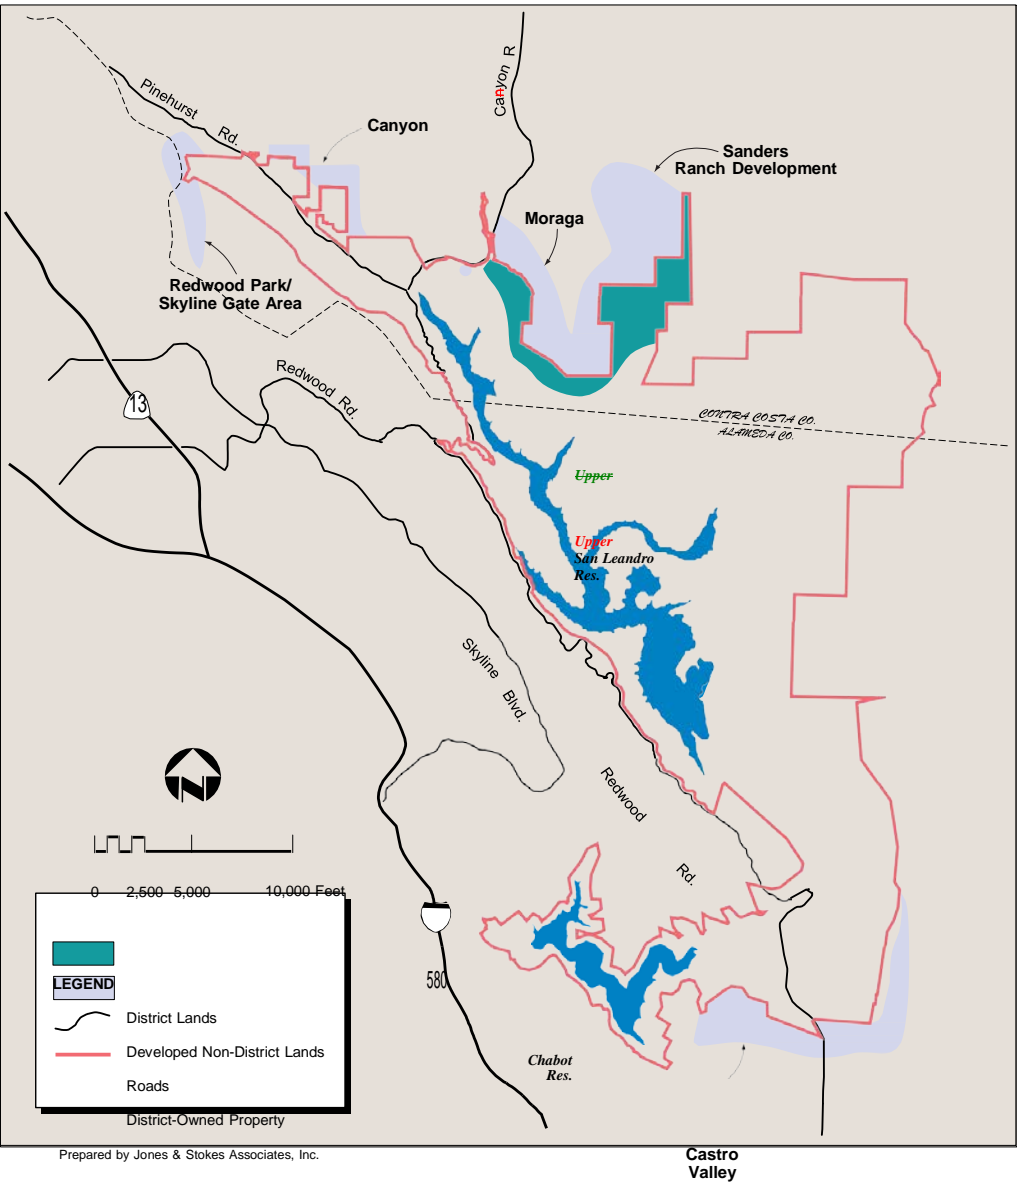 Canyon R
Pinehurst
Rd.
Canyon
Sanders
Ranch Development
Moraga
Redwood Park/
Skyline Gate Area
Redwood Rd.
13
CONTRA COSTA CO.
ALAMEDA CO.
Upper
Upper
San Leandro
Res.
Skyline
Blvd.
N
Redwood
Rd.
0 2,500 5,000 10,000 Feet
LEGEND
District Lands
Developed Non-District Lands
Roads
District-Owned Property
580
Chabot
Res.
Prepared by Jones & Stokes Associates, Inc.
Castro
Valley